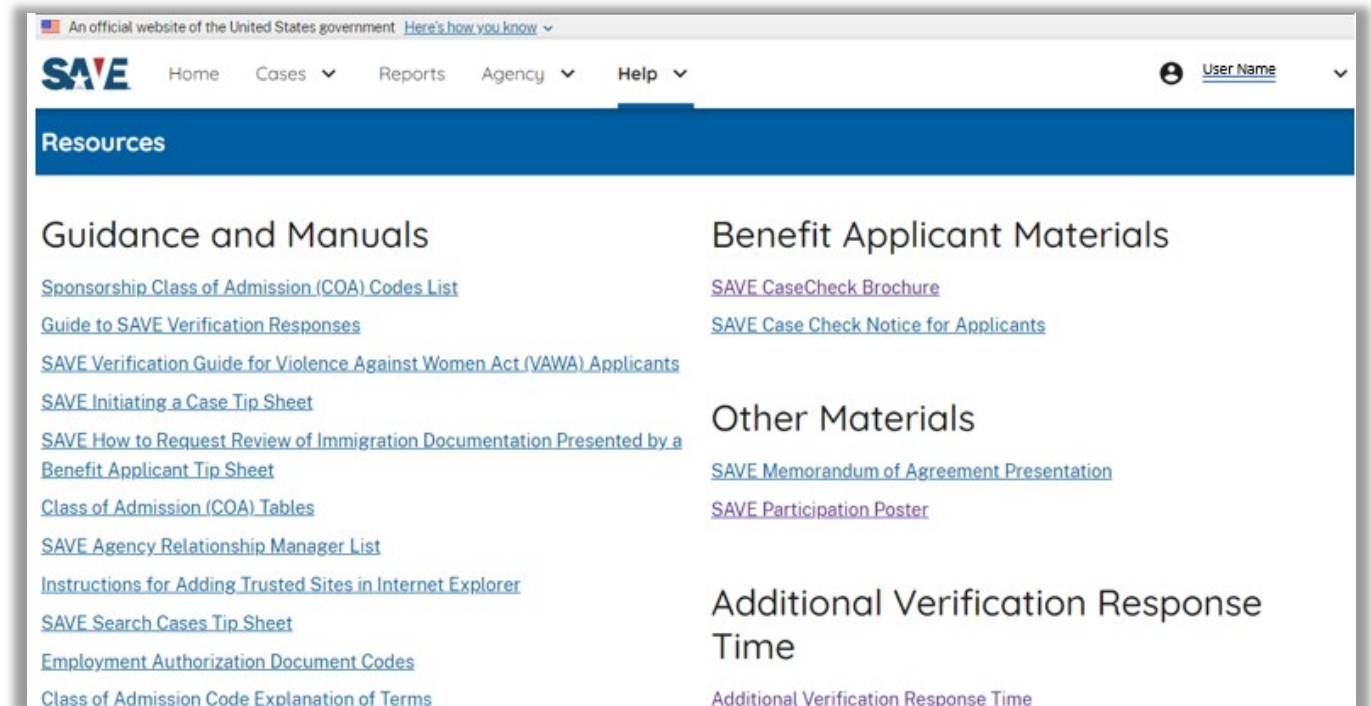 An official website of the United States government Here's how you know
SAVE Home Cases Reports Agency Help User Name
Resources
Guidance and Manuals
Sponsorship Class of Admission (COA) Codes List
Guide to SAVE Verification Responses
SAVE Verification Guide for Violence Against Women Act (VAWA) Applicants
SAVE Initiating a Case Tip Sheet
SAVE How to Request Review of Immigration Documentation Presented by a
Benefit Applicant Tip Sheet
Class of Admission (COA) Tables
SAVE Agency Relationship Manager List
Instructions for Adding Trusted Sites in Internet Explorer
SAVE Search Cases Tip Sheet
Employment Authorization Document Codes
Class of Admission Code Explanation of Terms
Benefit Applicant Materials
SAVE CaseCheck Brochure
SAVE Case Check Notice for Applicants
Other Materials
SAVE Memorandum of Agreement Presentation
SAVE Participation Poster
Additional Verification Response
Time
Additional Verification Response Time